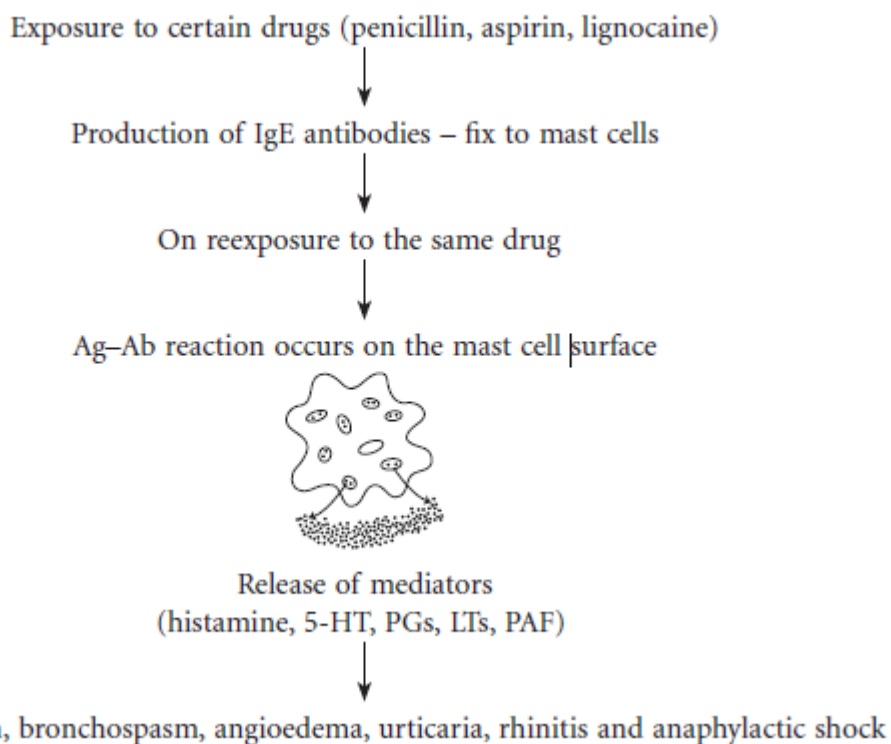 Exposure to certain drugs (penicillin, aspirin, lignocaine)
Production of IgE antibodies – fix to mast cells
On reexposure to the same drug
Ag–Ab reaction occurs on the mast cell surface
Release of mediators
(histamine, 5-HT, PGs, LTs, PAF)
, bronchospasm, angioedema, urticaria, rhinitis and anaphylactic shock